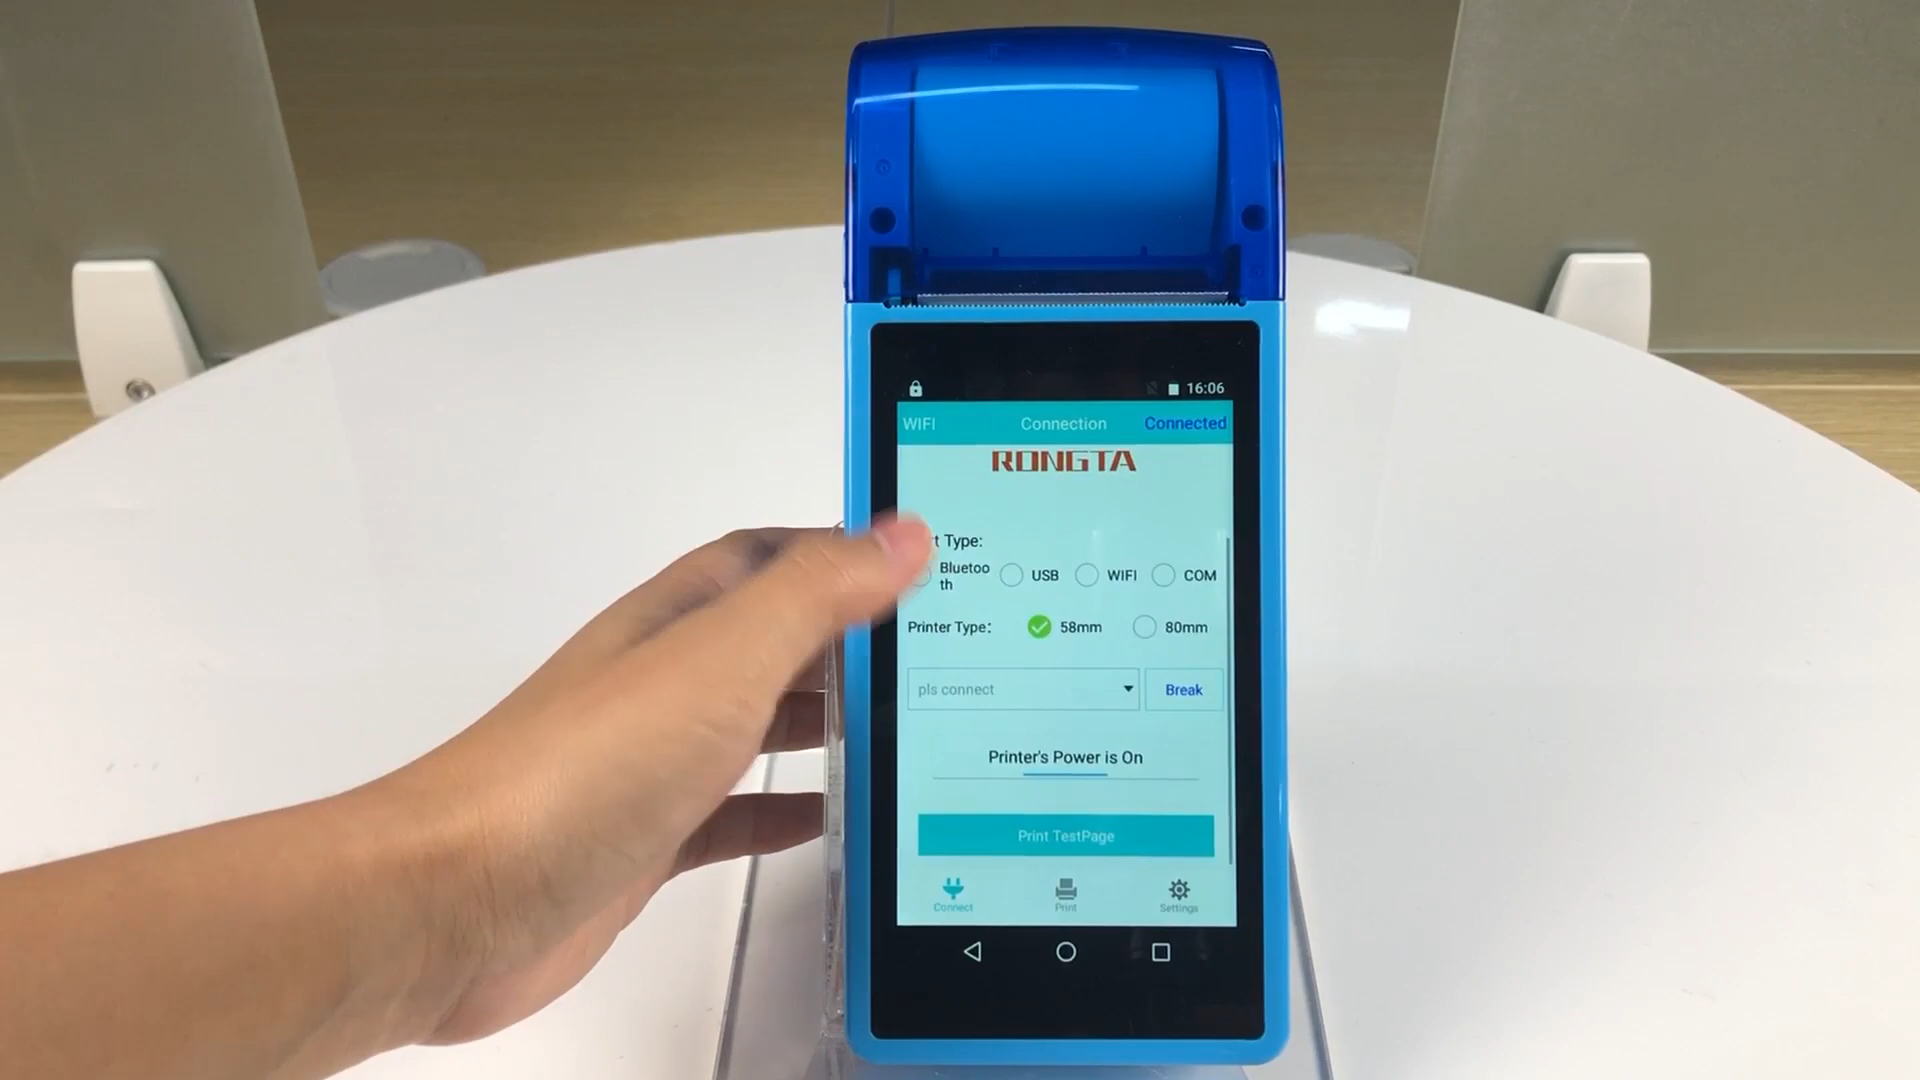 16:06
WIFI Connection Connected
RONGTA
t Type:
Bluetoo
th
USB WIFI COM
Printer Type: 58mm 80mm
pls connect Break
Printer's Power is On
Print TestPage
Connect Print Settings